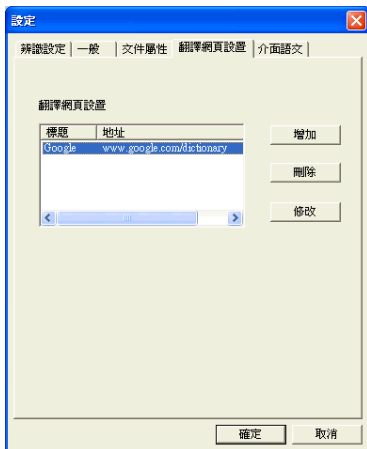 設定
辨識設定 一般 文件屬性 翻譯網頁設置 介面語文
翻譯網頁設置
標題 地址
Google www.google.com/dictionary
增加
刪除
修改
確定 取消